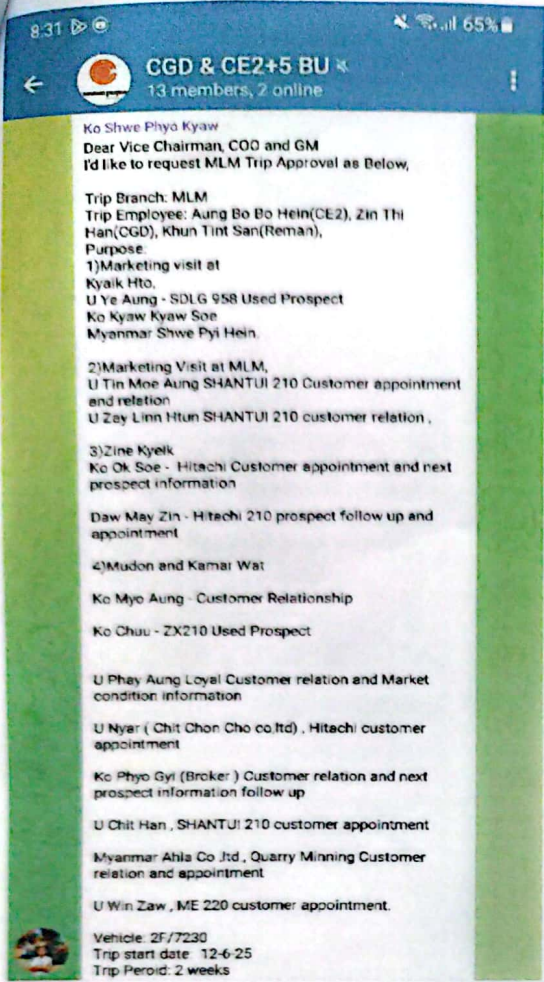 8:31
65%
CGD & CE2+5 BU
13 members, 2 online
Ko Shwe Phyo Kyaw
Dear Vice Chairman, COO and GM
I'd like to request MLM Trip Approval as Below,
Trip Branch: MLM
Trip Employee: Aung Bo Bo Hein(CE2), Zin Thi
Han(CGD), Khun Tint San(Reman),
Purpose:
1)Marketing visit at
Kyaik Hto,
U Ye Aung - SDLG 958 Used Prospect
Ko Kyaw Kyaw Soe
Myanmar Shwe Pyi Hein.
2)Marketing Visit at MLM,
U Tin Moe Aung SHANTUI 210 Customer appointment
and relation
U Zay Linn Htun SHANTUI 210 customer relation ,
3)Zine Kyeik
Ko Ok Soe - Hitachi Customer appointment and next
prospect information
Daw May Zin - Hitachi 210 prospect follow up and
appointment
4)Mudon and Kamar Wat
Ko Myo Aung - Customer Relationship
Ko Chuu - ZX210 Used Prospect
U Phay Aung Loyal Customer relation and Market
condition information
U Nyar ( Chit Chon Cho co.ltd) , Hitachi customer
appointment
Ko Phyo Gyi (Broker ) Customer relation and next
prospect information follow up
U Chit Han , SHANTUI 210 customer appointment
Myanmar Ahla Co .ltd , Quarry Minning Customer
relation and appointment
U Win Zaw , ME 220 customer appointment.
Vehicle: 2F/7230
Trip start date : 12-6-25
Trip Peroid: 2 weeks